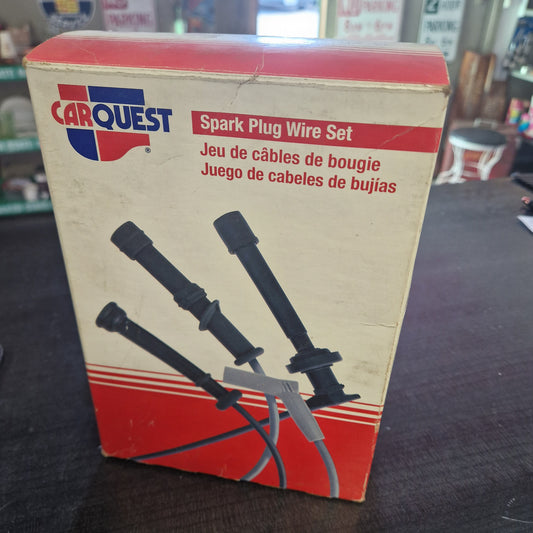 CARQUEST
®
Spark Plug Wire Set
Jeu de câbles de bougie
Juego de cabeles de bujías